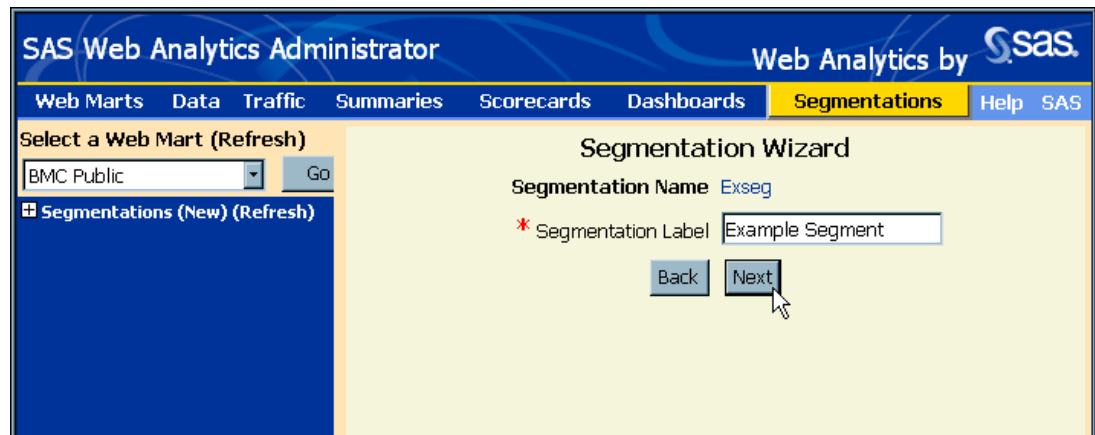 SAS Web Analytics Administrator
Web Analytics by sas.
Web Marts Data Traffic Summaries Scorecards Dashboards Segmentations Help SAS
Select a Web Mart (Refresh)
BMC Public Go
Segmentations (New) (Refresh)
Segmentation Wizard
Segmentation Name Exseg
* Segmentation Label Example Segment
Back Next